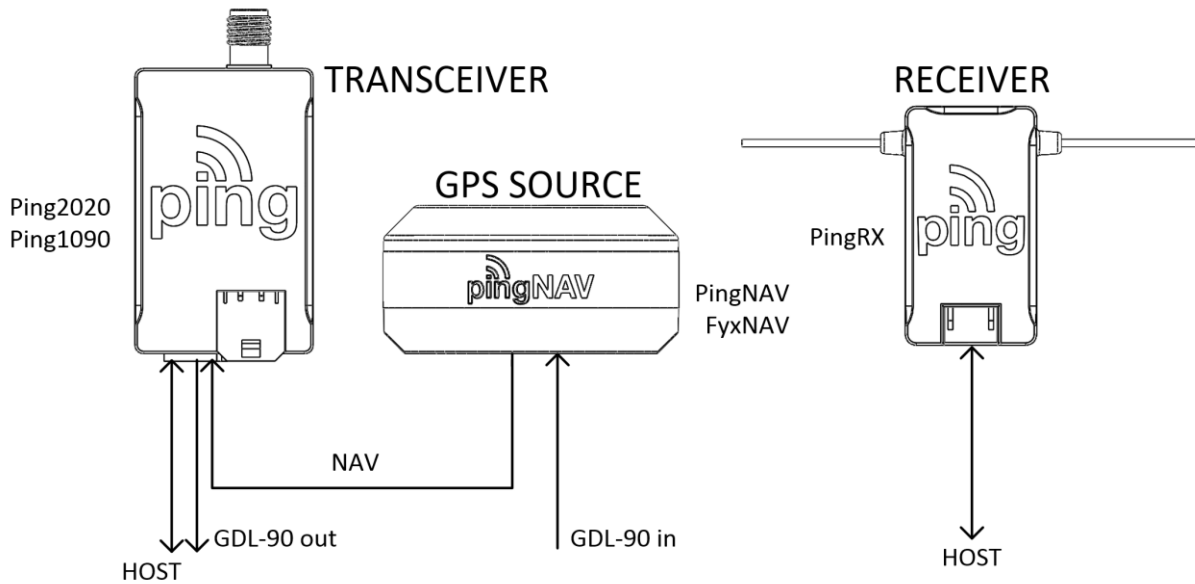 TRANSCEIVER
RECEIVER
ping
ping
GPS SOURCE
Ping2020
Ping1090
PingRX
pingNAV
PingNAV
FyxNAV
NAV
GDL-90 out
GDL-90 in
HOST
HOST